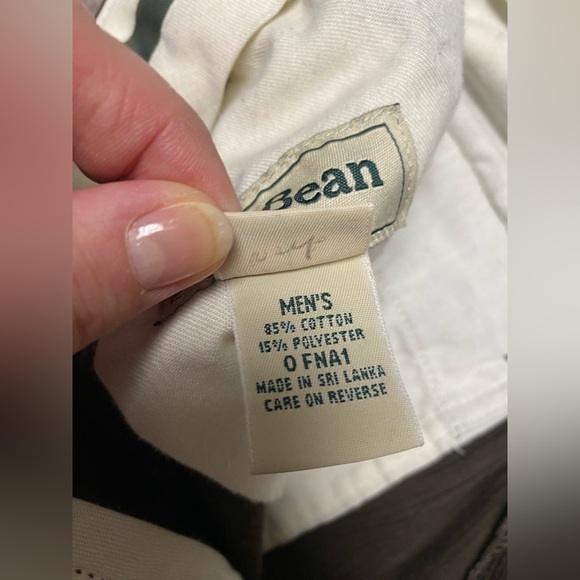 Bean
MEN'S
85% COTTON
15% POLYESTER
0 FNA1
MADE IN SRI LANKA
CARE ON REVERSE